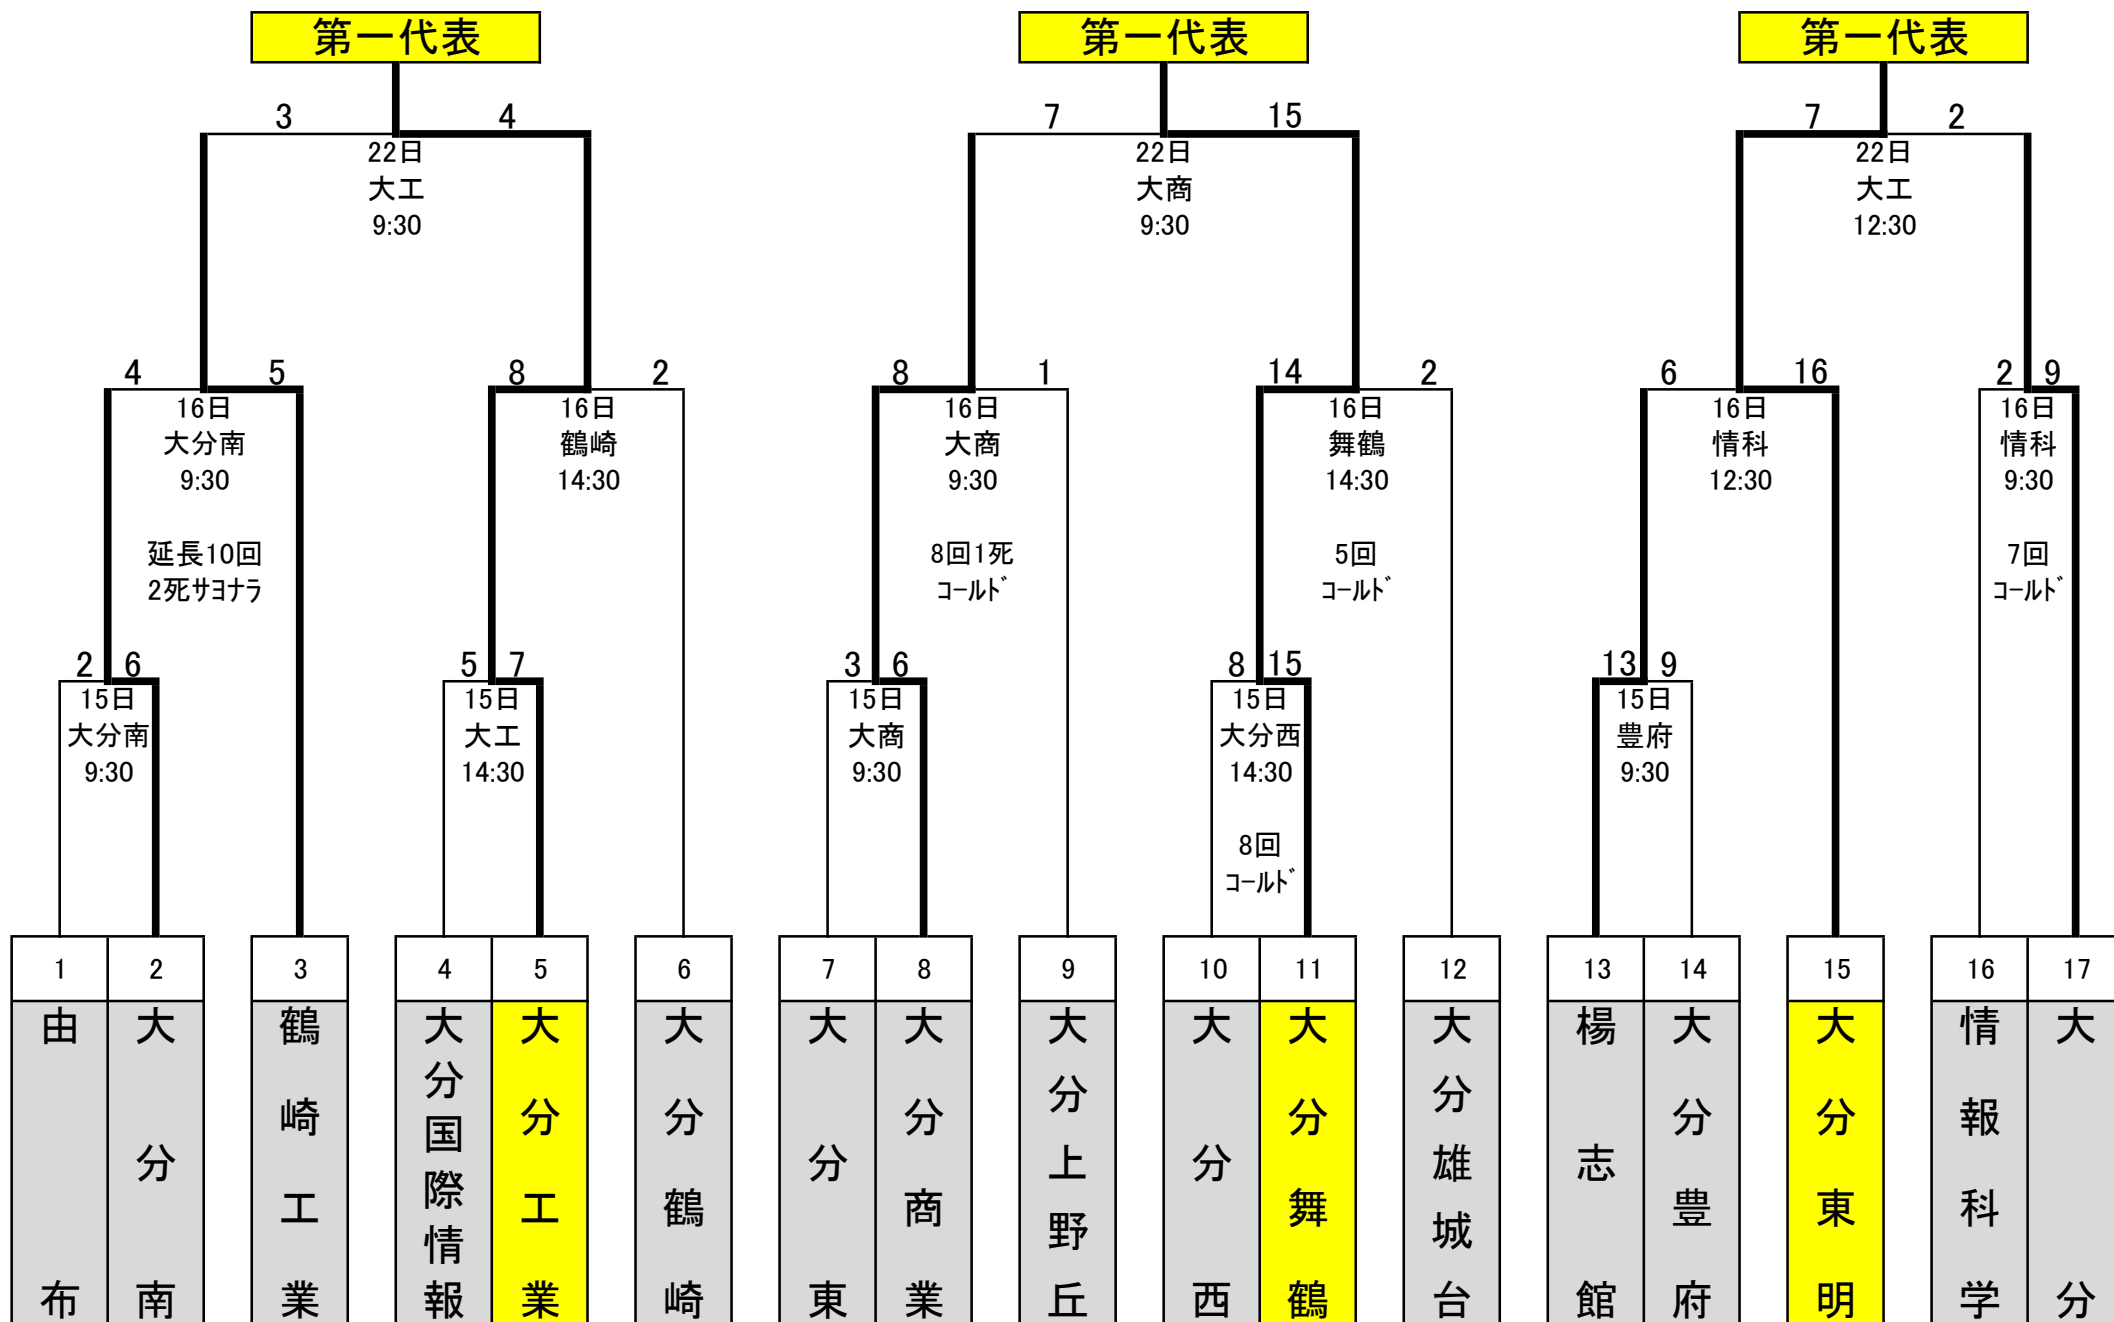 第一代表 第一代表 第一代表
3 4 7 15 7 2
22日 22日 22日
大工 大商 大工
9:30 9:30 12:30
4 5 8 2 8 1 14 2 6 16 2 9
16日 16日 16日 16日 16日 16日
大分南 鶴崎 大商 舞鶴 情科 情科
9:30 14:30 9:30 14:30 12:30 9:30
延長10回 8回1死 5回 7回
2死ｻﾖﾅﾗ ｺｰﾙﾄﾞ ｺｰﾙﾄﾞ ｺｰﾙﾄﾞ
2 6 5 7 3 6 8 15 13 9
15日 15日 15日 15日 15日
大分南 大工 大商 大分西 豊府
9:30 14:30 9:30 14:30 9:30
8回
ｺｰﾙﾄﾞ
1 2 3 4 5 6 7 8 9 10 11 12 13 14 15 16 17
由布
大分南
鶴崎工業
大分国際情報
大分工業
大分鶴崎
大分東
大分商業
大分上野丘
大分西
大分舞鶴
大分雄城台
楊志館
大分豊府
大分東明
情報科学
大分